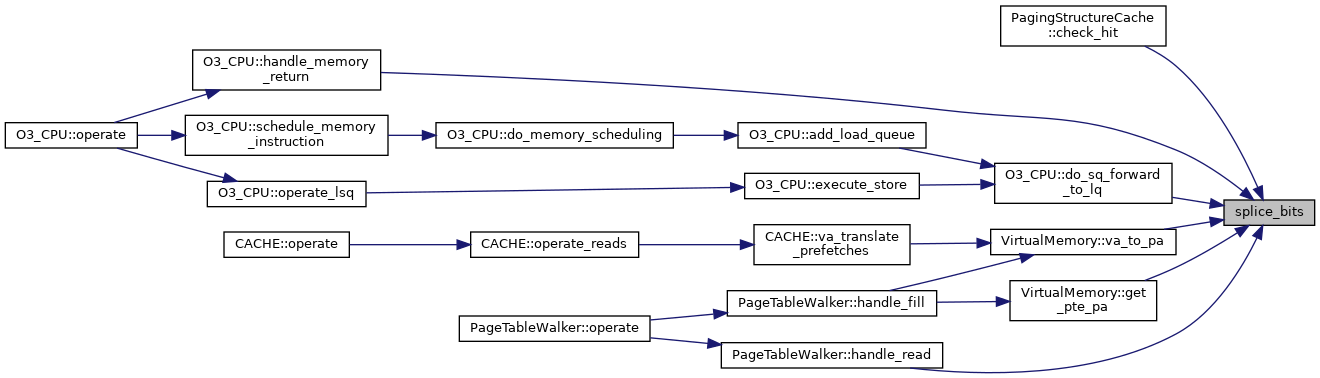 PagingStructureCache
::check_hit
O3_CPU::handle_memory
_return
O3_CPU::operate
O3_CPU::schedule_memory
_instruction
O3_CPU::do_memory_scheduling
O3_CPU::add_load_queue
O3_CPU::do_sq_forward
_to_lq
O3_CPU::operate_lsq
O3_CPU::execute_store
splice_bits
CACHE::operate
CACHE::operate_reads
CACHE::va_translate
_prefetches
VirtualMemory::va_to_pa
VirtualMemory::get
_pte_pa
PageTableWalker::handle_fill
PageTableWalker::operate
PageTableWalker::handle_read